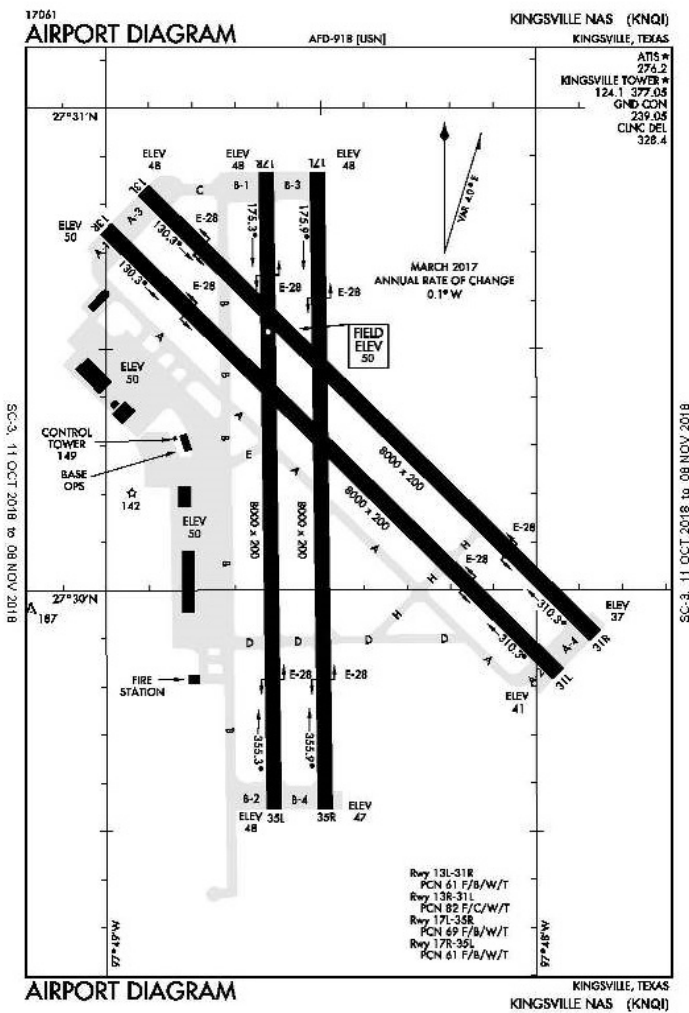 17061
AIRPORT DIAGRAM
AFD-918 [USN]
KINGSVILLE NAS (KNQI)
KINGSVILLE, TEXAS
ATIS★
276.2
KINGSVILLE TOWER★
124.1 377.05
GND CON
239.05
CLNC DEL
328.4
27°31'N
VAR 4.0° E
MARCH 2017
ANNUAL RATE OF CHANGE
0.1° W
ELEV
48
ELEV
48
17R
17L
ELEV
48
13L
C
B-1
B-3
ELEV
50
13R
A-1
A-3
130.3°
130.3°
E-28
E-28
175.3°
175.9°
E-28
E-28
FIELD
ELEV
50
A
B
B
A
B
E
A
ELEV
50
CONTROL
TOWER
149
BASE
OPS
142
ELEV
50
8000 x 200
8000 x 200
8000 x 200
8000 x 200
A
H
H
H
E-28
E-28
B
27°30'N
187
310.3°
310.3°
ELEV
37
31R
A-4
D
D
D
D
A
A-2
31L
ELEV
41
FIRE
STATION
E-28
E-28
B
355.3°
355.9°
B-2
B-4
ELEV
48
35L
35R
ELEV
47
Rwy 13L-31R
PCN 61 F/B/W/T
Rwy 13R-31L
PCN 82 F/C/W/T
Rwy 17L-35R
PCN 69 F/B/W/T
Rwy 17R-35L
PCN 61 F/B/W/T
97°49'W
97°48'W
SC-3, 11 OCT 2018 to 08 NOV 2018
SC-3, 11 OCT 2018 to 08 NOV 2018
AIRPORT DIAGRAM
KINGSVILLE, TEXAS
KINGSVILLE NAS (KNQI)